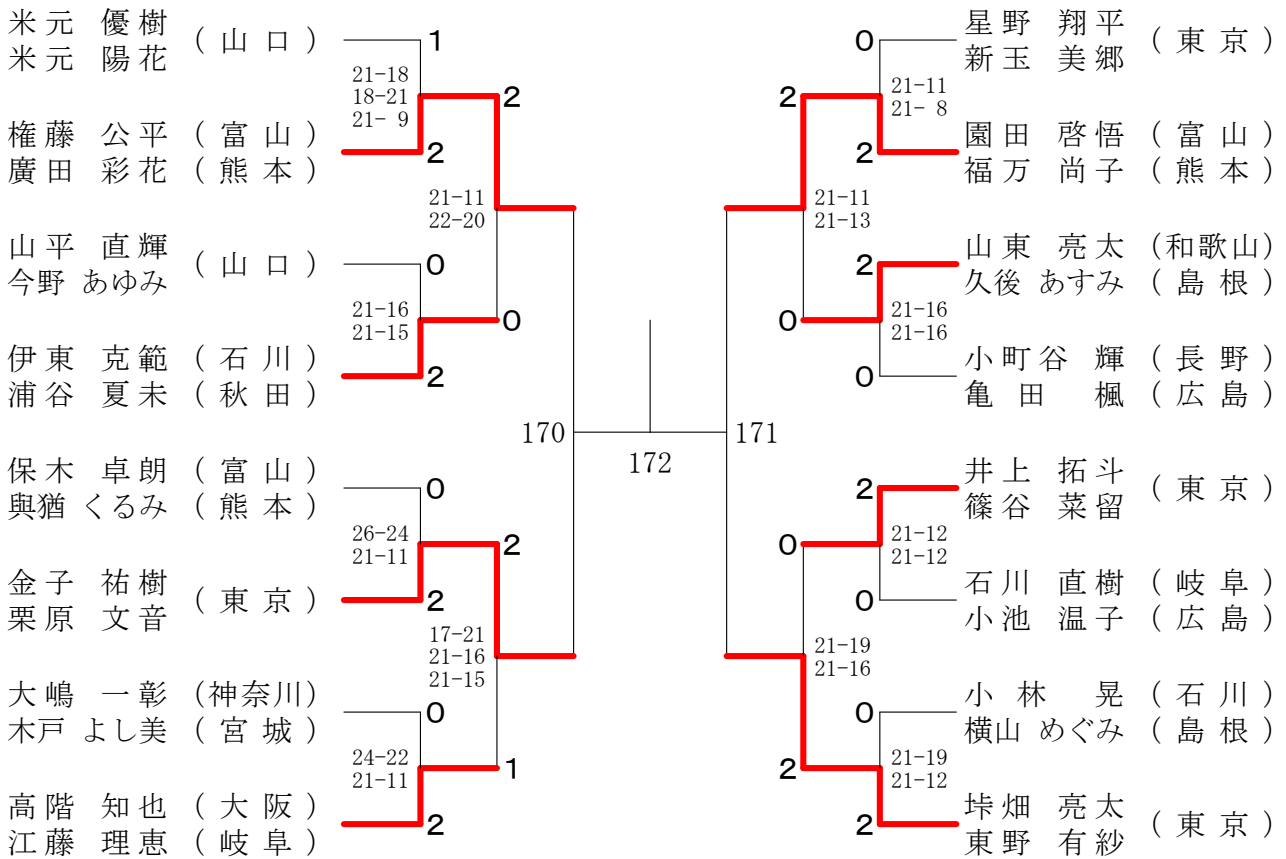 米元 優樹
米元 陽花
(山口)
1
21-18
18-21
21- 9
2
権藤 公平 (富山)
廣田 彩花 (熊本)
2
21-11
22-20
山平 直輝
今野 あゆみ
(山口)
0
21-16
21-15
0
伊東 克範 (石川)
浦谷 夏未 (秋田)
2
170
保木 卓朗 (富山)
與猶 くるみ (熊本)
0
26-24
21-11
2
金子 祐樹
栗原 文音
(東京)
2
17-21
21-16
21-15
大嶋 一彰 (神奈川)
木戸 よし美 (宮城)
0
24-22
21-11
1
高階 知也 (大阪)
江藤 理恵 (岐阜)
2
172
0
星野 翔平
新玉 美郷
(東京)
2
21-11
21- 8
2
園田 啓悟 (富山)
福万 尚子 (熊本)
21-11
21-13
2
山東 亮太 (和歌山)
久後 あすみ (島根)
0
21-16
21-16
0
小町谷 輝 (長野)
亀田 楓 (広島)
171
2
井上 拓斗
篠谷 菜留
(東京)
0
21-12
21-12
0
石川 直樹 (岐阜)
小池 温子 (広島)
21-19
21-16
0
小林 晃 (石川)
横山 めぐみ (島根)
2
21-19
21-12
2
垰畑 亮太
東野 有紗
(東京)